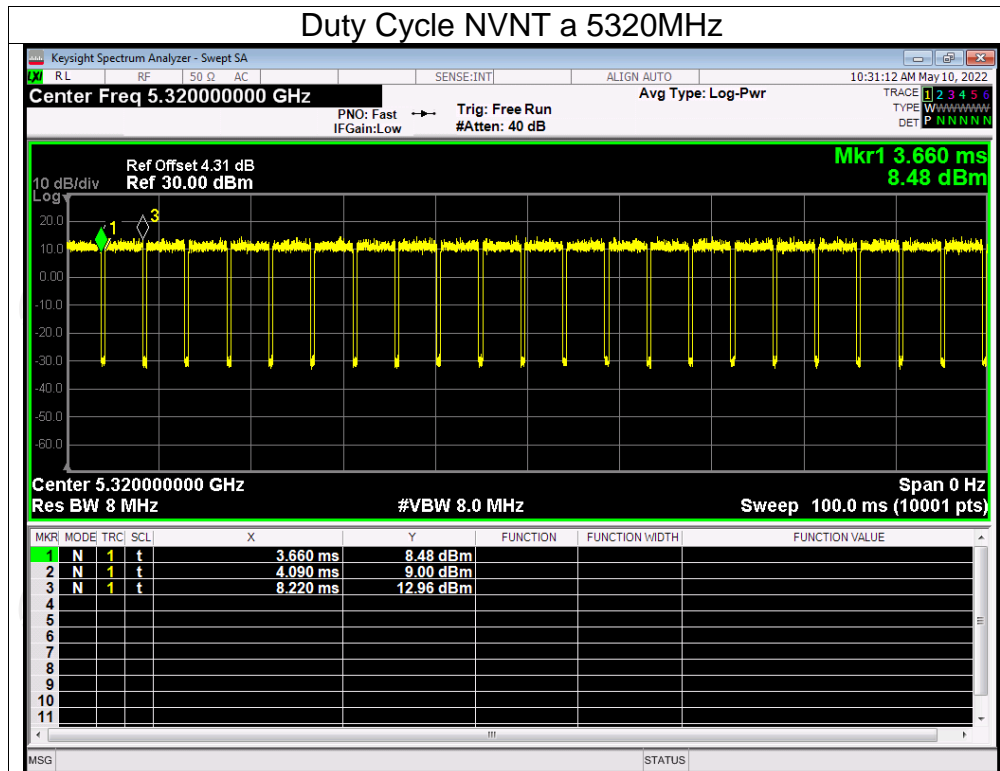 Duty Cycle NVNT a 5320MHz
Keysight Spectrum Analyzer - Swept SA
LXI RL RF 50 Ω AC SENSE:INT ALIGN AUTO 10:31:12 AM May 10, 2022
Center Freq 5.320000000 GHz Avg Type: Log-Pwr TRACE 1 2 3 4 5 6
PNO: Fast Trig: Free Run TYPE WWWWWW
IFGain:Low #Atten: 40 dB DET P N N N N N
Mkr1 3.660 ms
Ref Offset 4.31 dB
10 dB/div Ref 30.00 dBm 8.48 dBm
Log
20.0
1 3
10.0
0.00
-10.0
-20.0
-30.0
-40.0
-50.0
-60.0
Center 5.320000000 GHz Span 0 Hz
Res BW 8 MHz #VBW 8.0 MHz Sweep 100.0 ms (10001 pts)
MKR MODE TRC SCL X Y FUNCTION FUNCTION WIDTH FUNCTION VALUE
1 N 1 t 3.660 ms 8.48 dBm
2 N 1 t 4.090 ms 9.00 dBm
3 N 1 t 8.220 ms 12.96 dBm
4
5
6
7
8
9
10
11
MSG STATUS